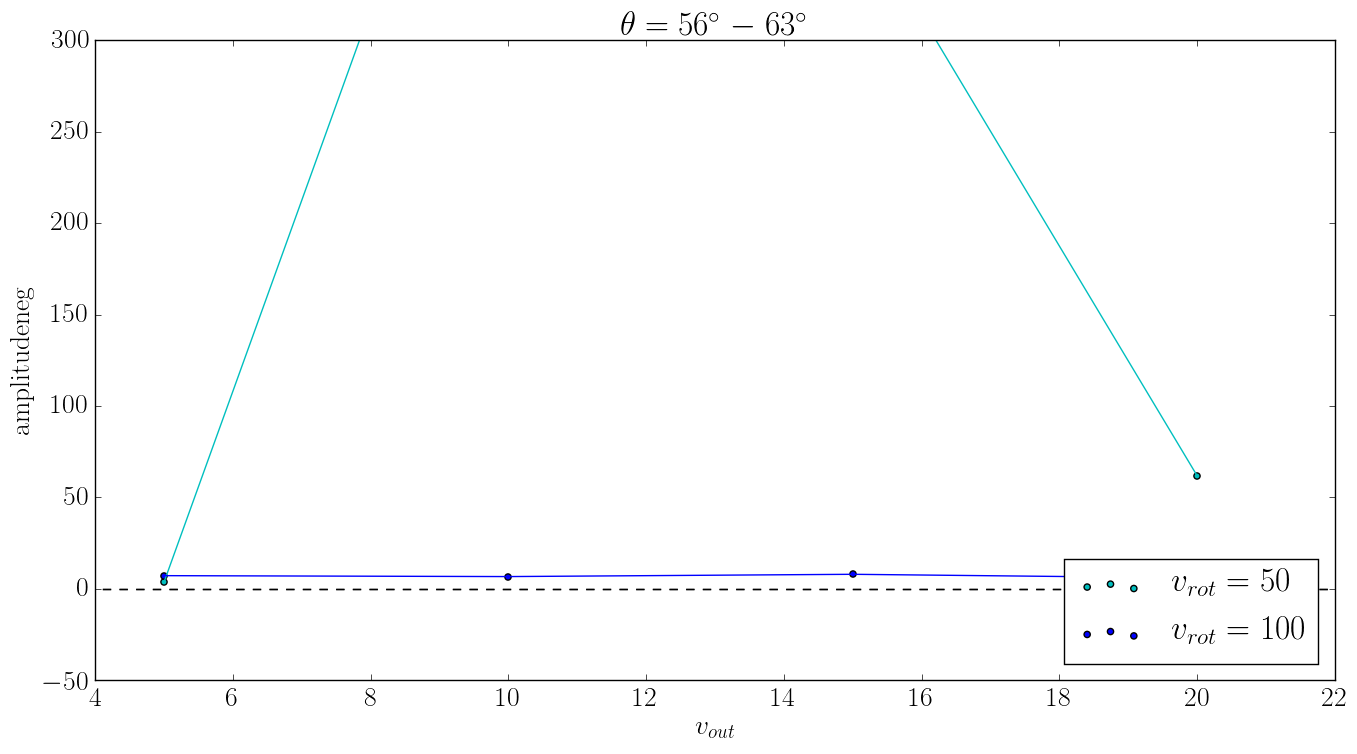 θ = 56° − 63°
300
250
200
150
100
50
0
−50
amplitudeneg
4 6 8 10 12 14 16 18 20 22
v_out
v_rot = 50
v_rot = 100